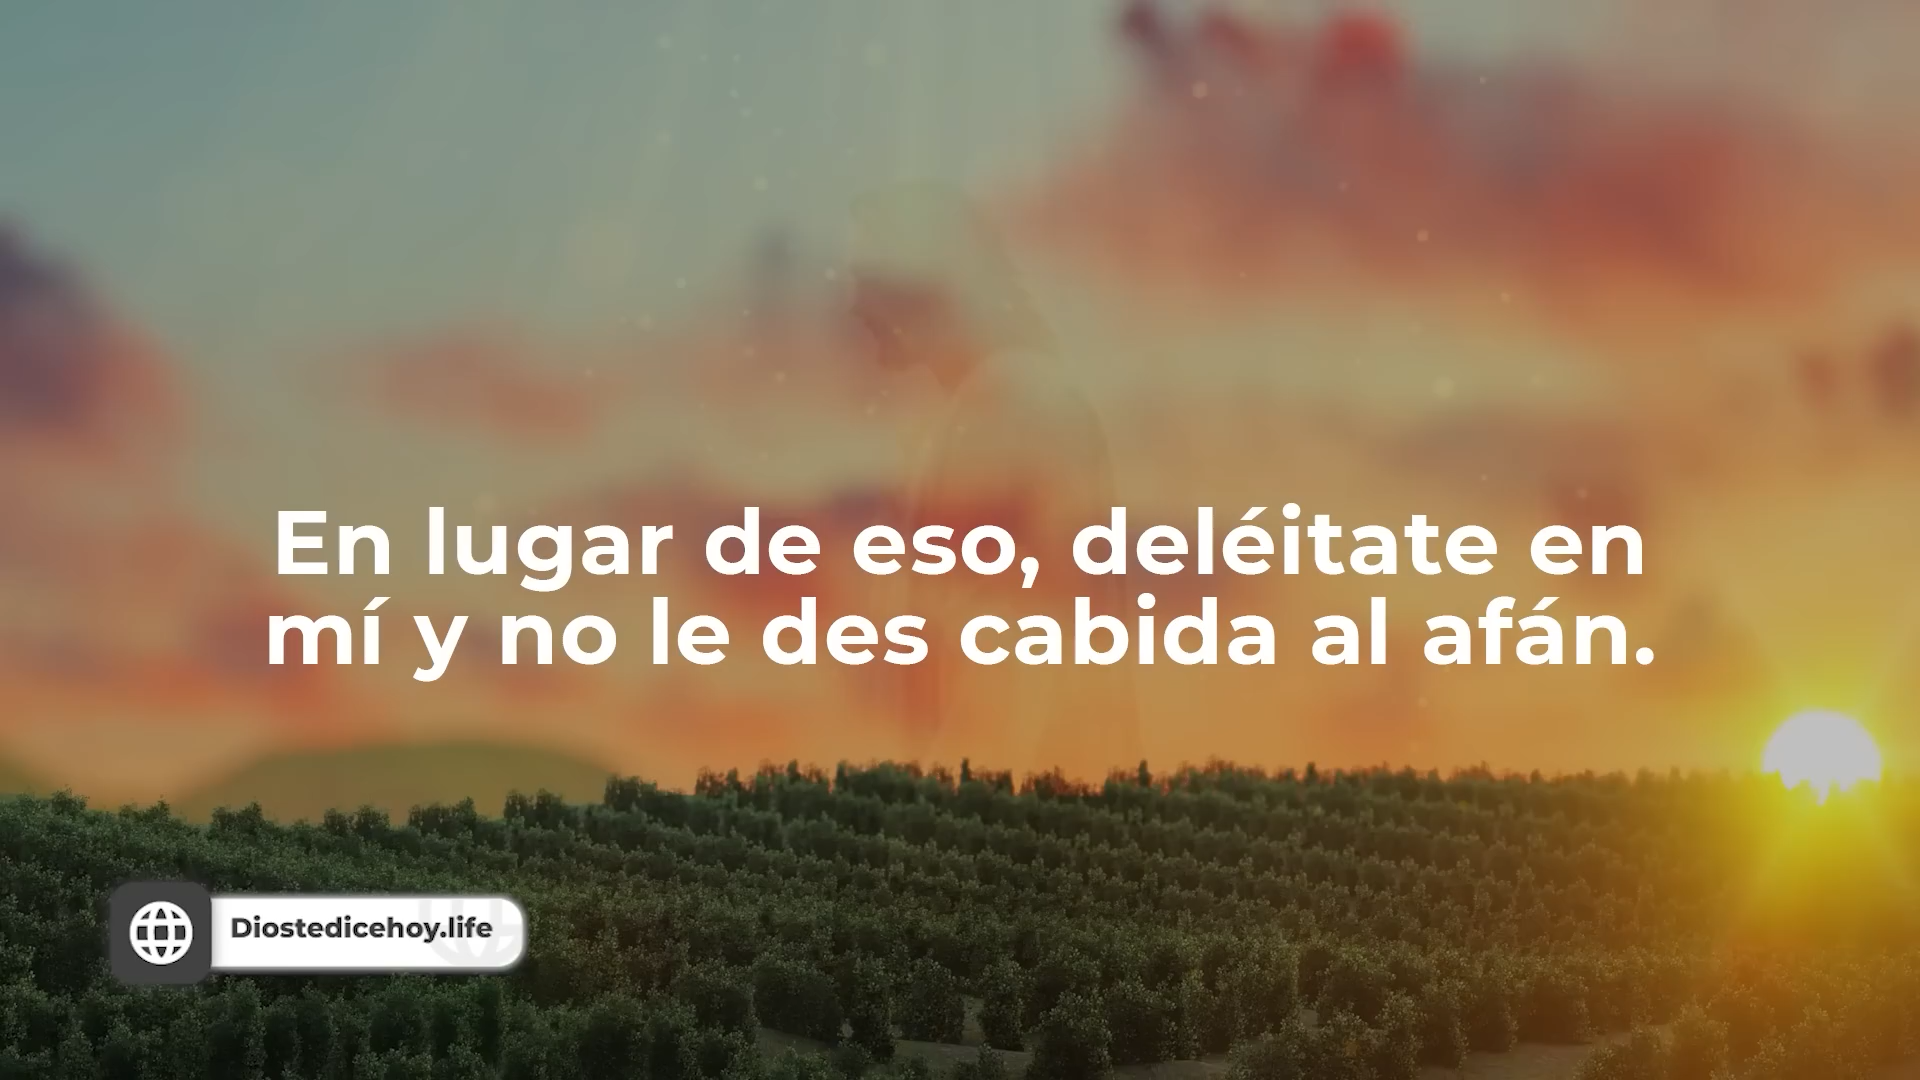 En lugar de eso, deléitate en
mí y no le des cabida al afán.
Diostedicehoy.life